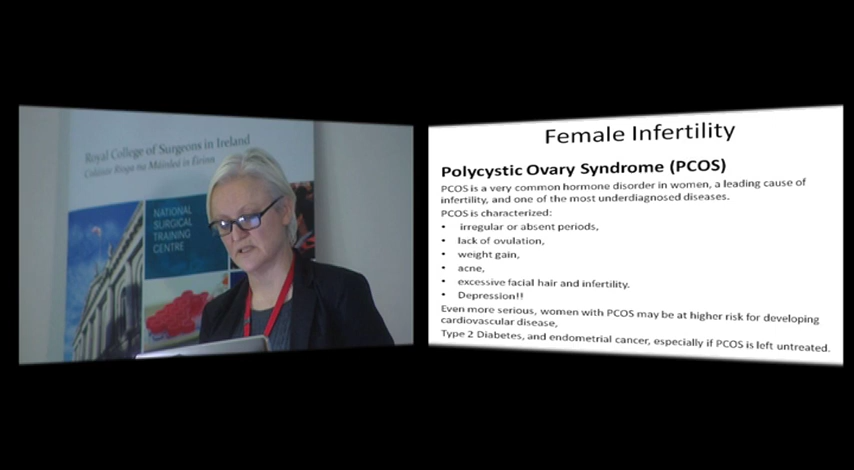 Royal College of Surgeons in Ireland
Coláiste Ríoga na Máinleá in Éirinn
NATIONAL
SURGICAL
TRAINING
CENTRE
Female Infertility
Polycystic Ovary Syndrome (PCOS)
PCOS is a very common hormone disorder in women, a leading cause of
infertility, and one of the most underdiagnosed diseases.
PCOS is characterized:
• irregular or absent periods,
• lack of ovulation,
• weight gain,
• acne,
• excessive facial hair and infertility.
• Depression!!
Even more serious, women with PCOS may be at higher risk for developing
cardiovascular disease,
Type 2 Diabetes, and endometrial cancer, especially if PCOS is left untreated.